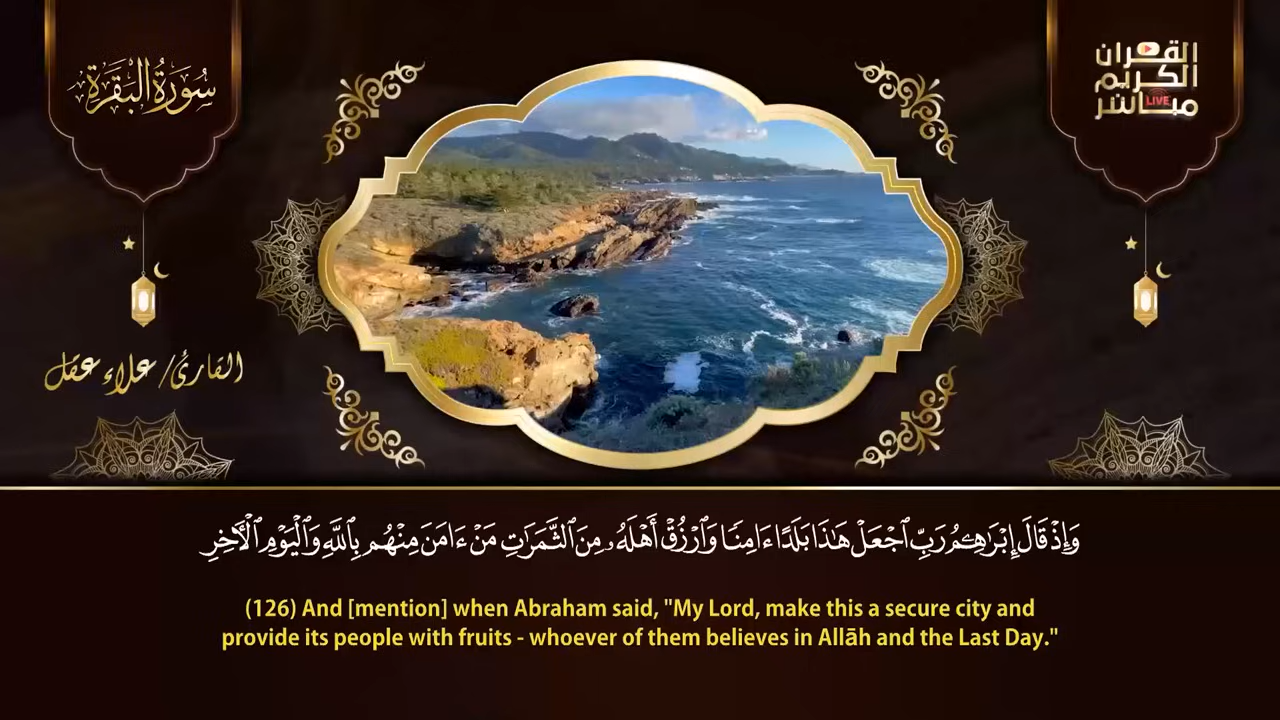 سُورَةُ البَقَرَةِ
القرآن
الكريم
مباشر
LIVE
القارئ/ علاء عقل
وَإِذْ قَالَ إِبْرَٰهِـۧمُ رَبِّ ٱجْعَلْ هَـٰذَا بَلَدًا ءَامِنًا وَٱرْزُقْ أَهْلَهُۥ مِنَ ٱلثَّمَرَٰتِ مَنْ ءَامَنَ مِنْهُم بِٱللَّهِ وَٱلْيَوْمِ ٱلْـَٔاخِرِ
(126) And [mention] when Abraham said, "My Lord, make this a secure city and
provide its people with fruits - whoever of them believes in Allāh and the Last Day."